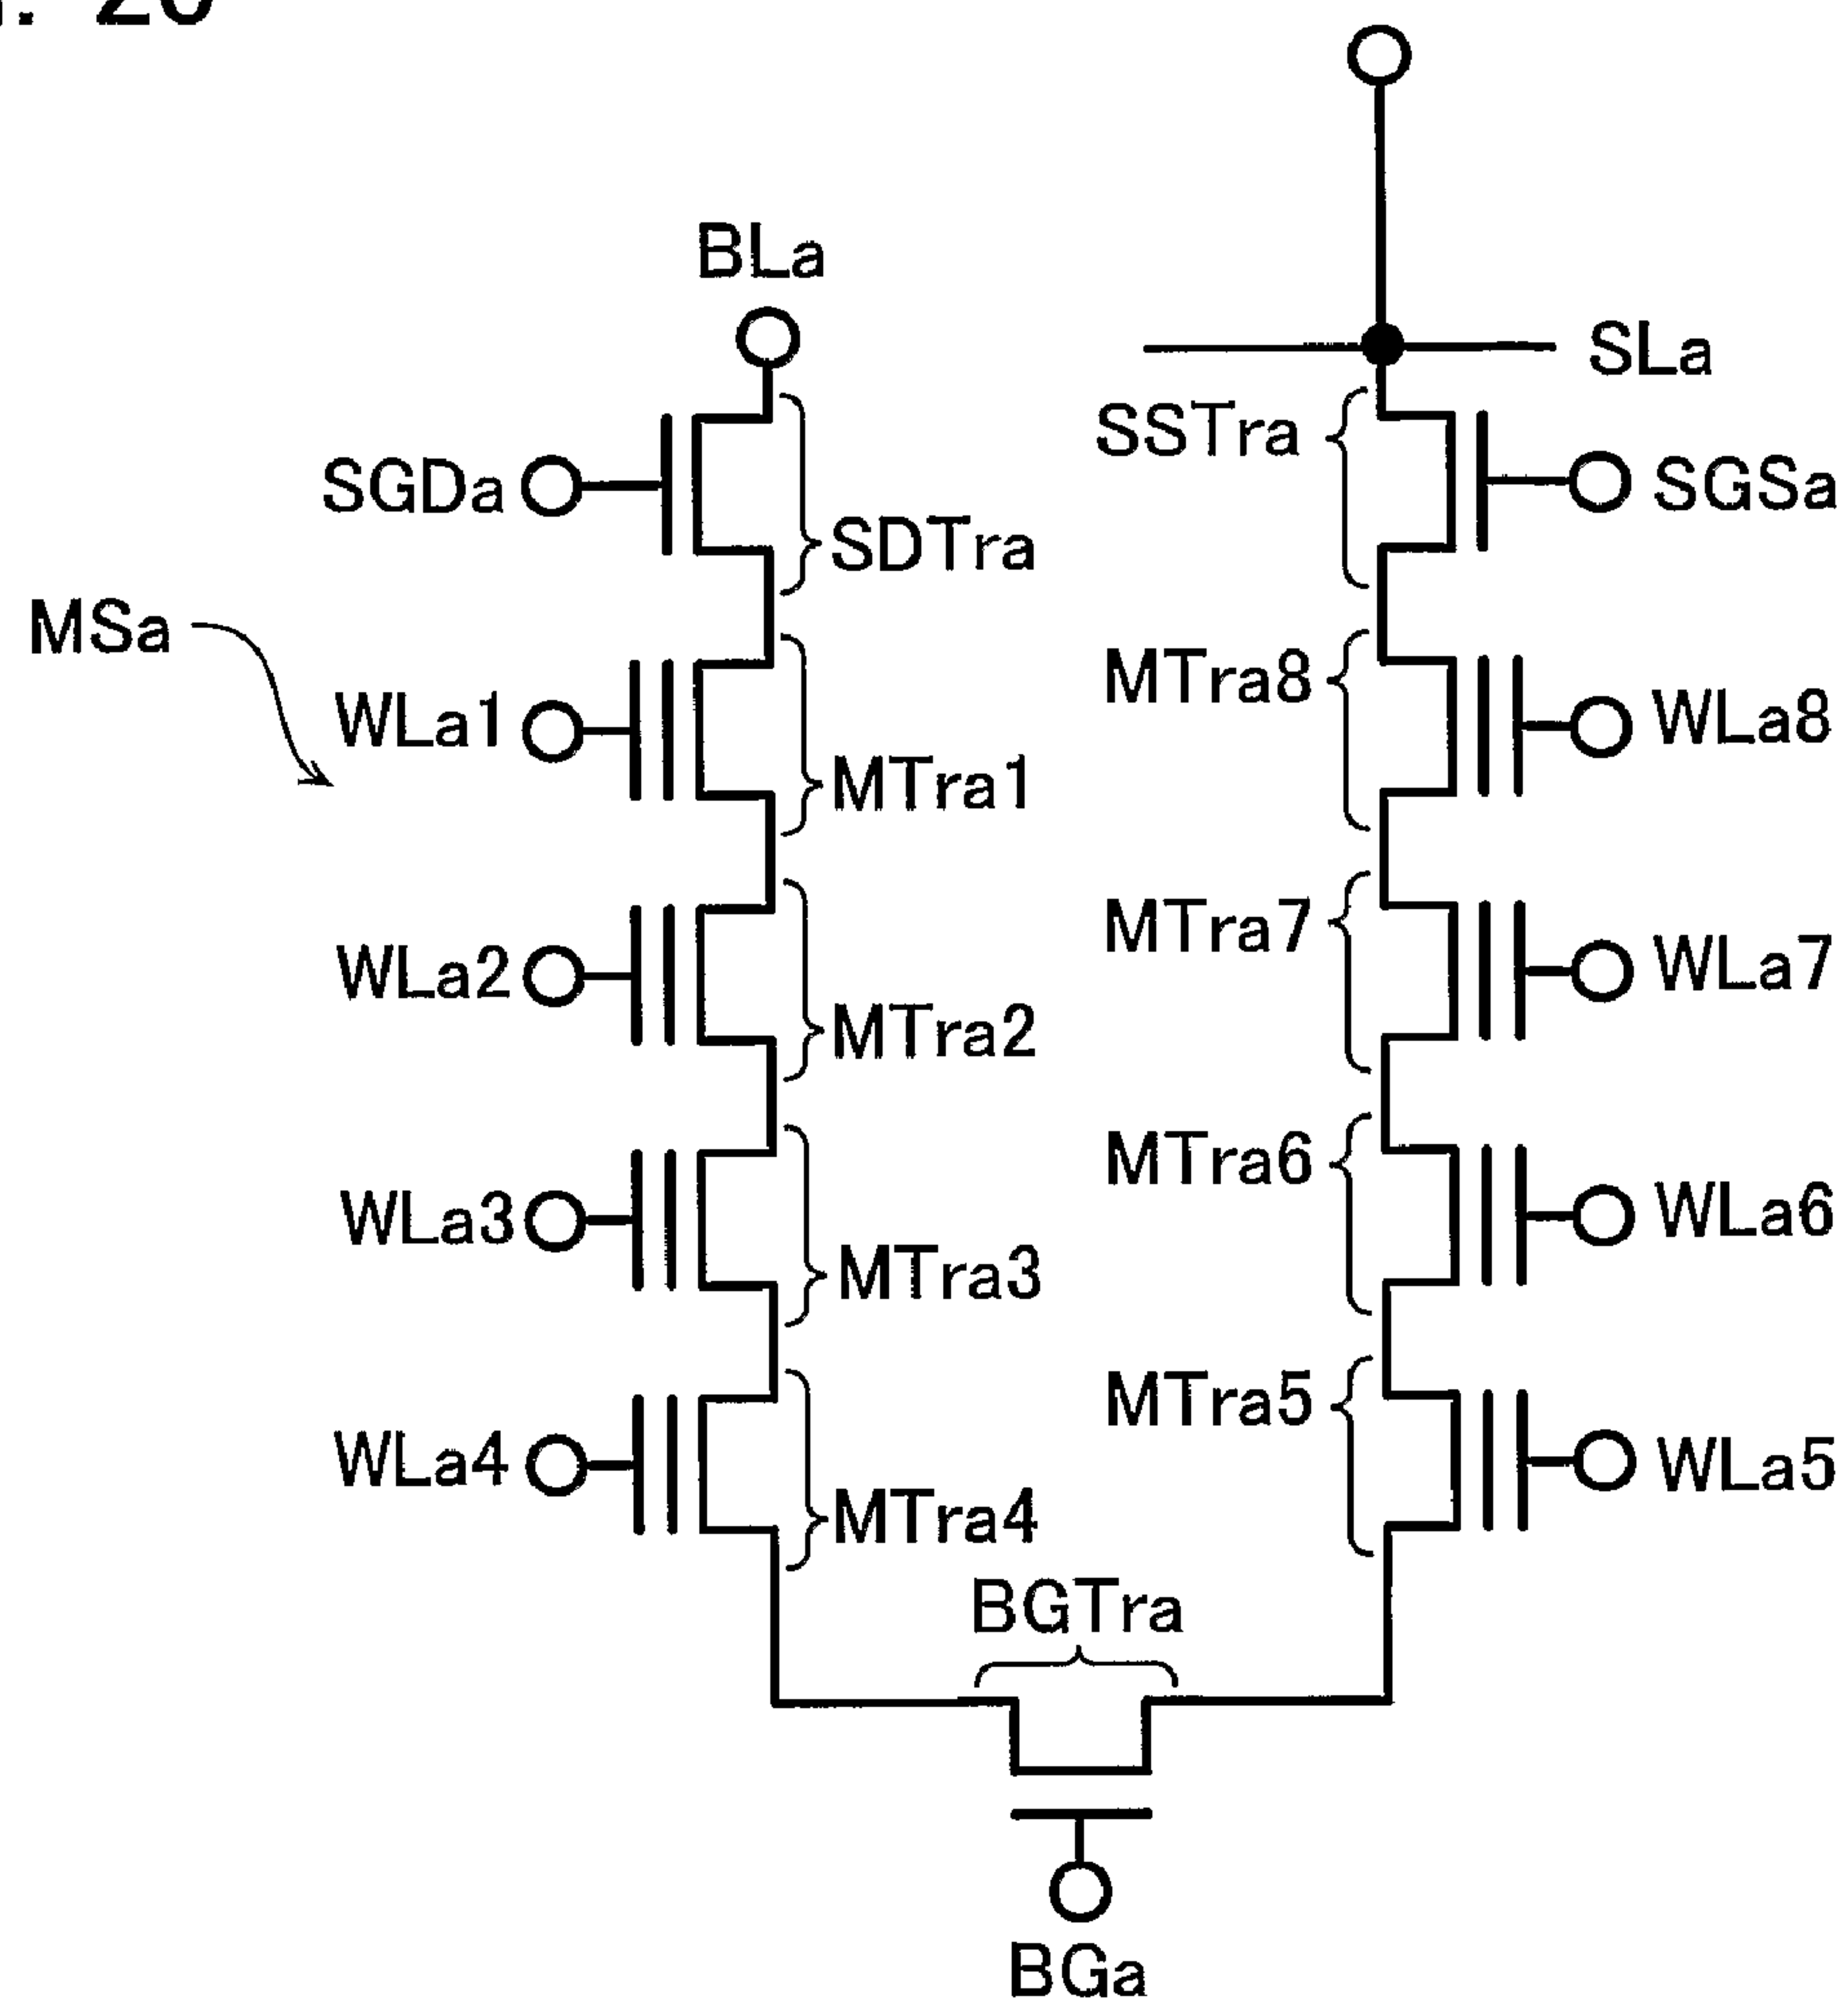 BLa
SLa
SSTra
SGDa
SGSa
SDTra
MSa
MTra8
WLa1
WLa8
MTra1
MTra7
WLa2
WLa7
MTra2
MTra6
WLa3
WLa6
MTra3
MTra5
WLa4
WLa5
MTra4
BGTra
BGa